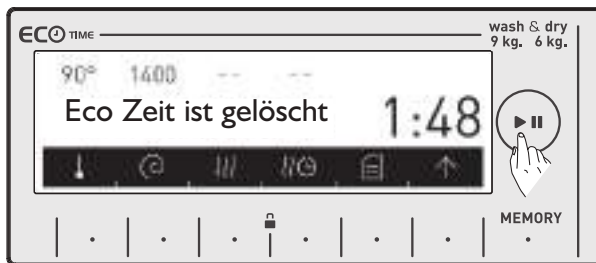 ECO TIME
wash & dry
9 kg. 6 kg.
90° 1400 -- --
Eco Zeit ist gelöscht
1:48
MEMORY